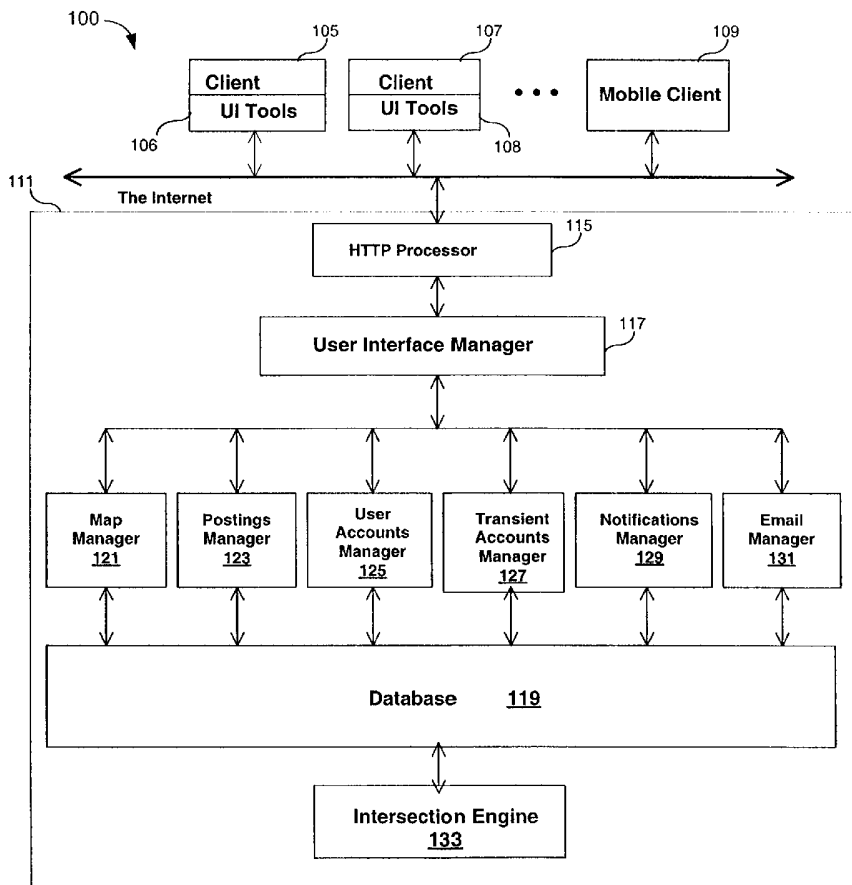 100
105
107
109
Client
Client
Mobile Client
UI Tools
UI Tools
106
108
111
The Internet
HTTP Processor
115
User Interface Manager
117
Map
Manager
121
Postings
Manager
123
User
Accounts
Manager
125
Transient
Accounts
Manager
127
Notifications
Manager
129
Email
Manager
131
Database 119
Intersection Engine
133